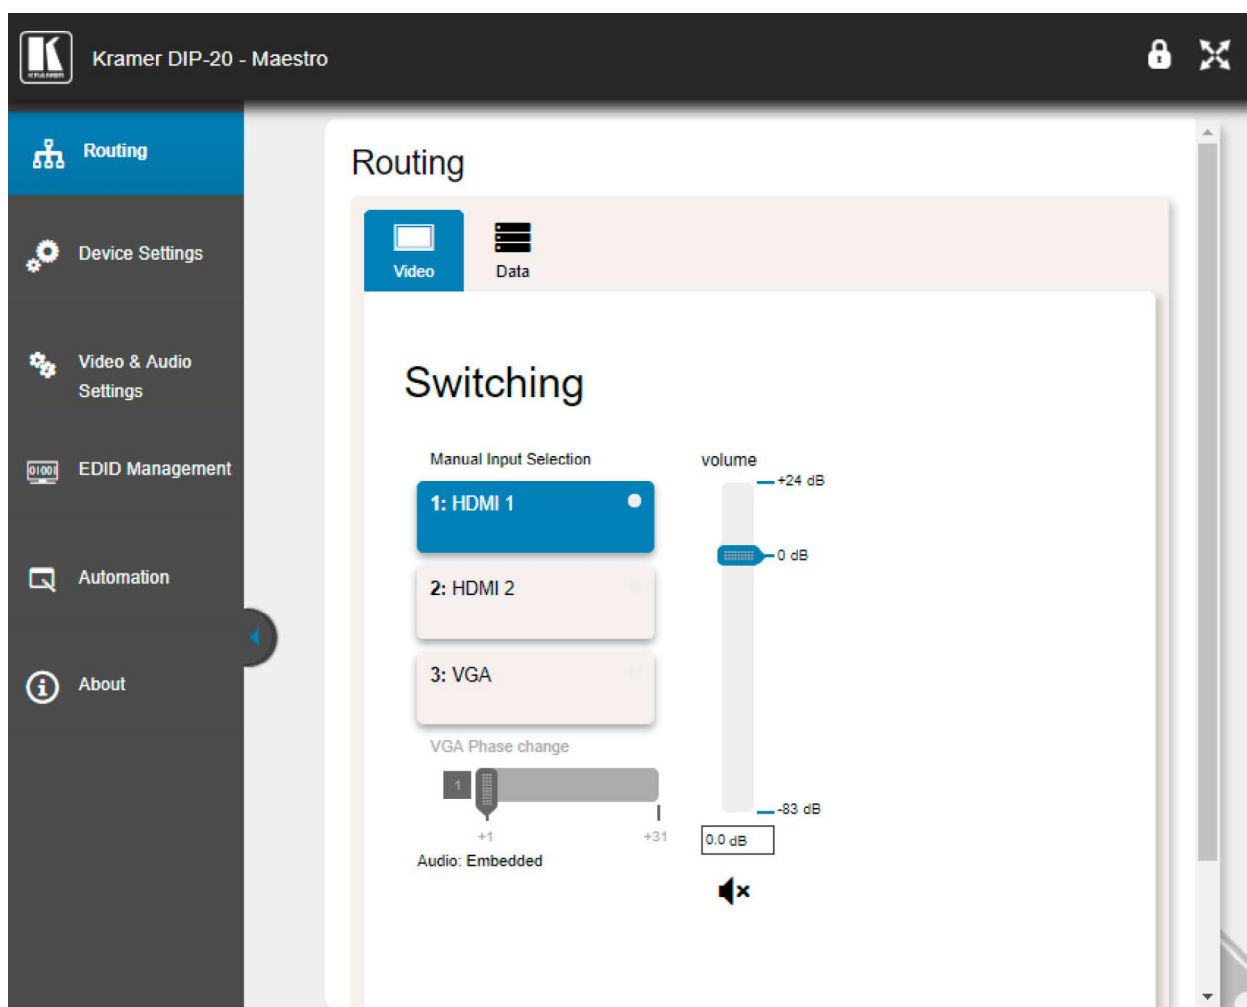 KRAMER
Kramer DIP-20 - Maestro
Routing
Device Settings
Video & Audio
Settings
01001
EDID Management
Automation
About
Routing
Video
Data
Switching
Manual Input Selection
1: HDMI 1
2: HDMI 2
3: VGA
VGA Phase change
1
+1
+31
Audio: Embedded
volume
+24 dB
0 dB
-83 dB
0.0 dB